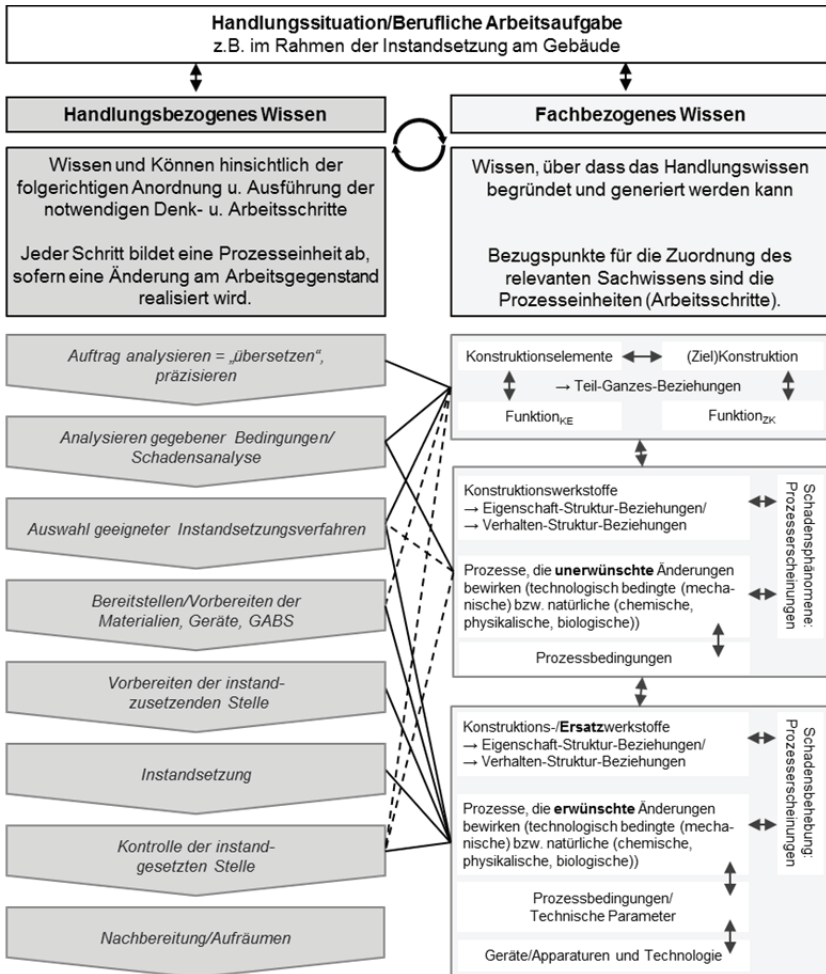 Handlungssituation/Berufliche Arbeitsaufgabe
z.B. im Rahmen der Instandsetzung am Gebäude
Handlungsbezogenes Wissen
Wissen und Können hinsichtlich der
folgerichtigen Anordnung u. Ausführung der
notwendigen Denk- u. Arbeitsschritte
Jeder Schritt bildet eine Prozesseinheit ab,
sofern eine Änderung am Arbeitsgegenstand
realisiert wird.
Fachbezogenes Wissen
Wissen, über dass das Handlungswissen
begründet und generiert werden kann
Bezugspunkte für die Zuordnung des
relevanten Sachwissens sind die
Prozesseinheiten (Arbeitsschritte).
Auftrag analysieren = „übersetzen“,
präzisieren
Analysieren gegebener Bedingungen/
Schadensanalyse
Auswahl geeigneter Instandsetzungsverfahren
Bereitstellen/Vorbereiten der
Materialien, Geräte, GABS
Vorbereiten der instand-
zusetzenden Stelle
Instandsetzung
Kontrolle der instand-
gesetzten Stelle
Nachbereitung/Aufräumen
Konstruktionselemente
(Ziel)Konstruktion
→ Teil-Ganzes-Beziehungen
Funktion KE
Funktion ZK
Konstruktionswerkstoffe
→ Eigenschaft-Struktur-Beziehungen/
→ Verhalten-Struktur-Beziehungen
Prozesse, die unerwünschte Änderungen
bewirken (technologisch bedingte (mecha-
nische) bzw. natürliche (chemische,
physikalische, biologische))
Prozessbedingungen
Schadensphänomene:
Prozesserscheinungen
Konstruktions-/Ersatzwerkstoffe
→ Eigenschaft-Struktur-Beziehungen/
→ Verhalten-Struktur-Beziehungen
Prozesse, die erwünschte Änderungen
bewirken (technologisch bedingte (mecha-
nische) bzw. natürliche (chemische,
physikalische, biologische))
Prozessbedingungen/
Technische Parameter
Geräte/Apparaturen und Technologie
Schadensbehebung:
Prozesserscheinungen